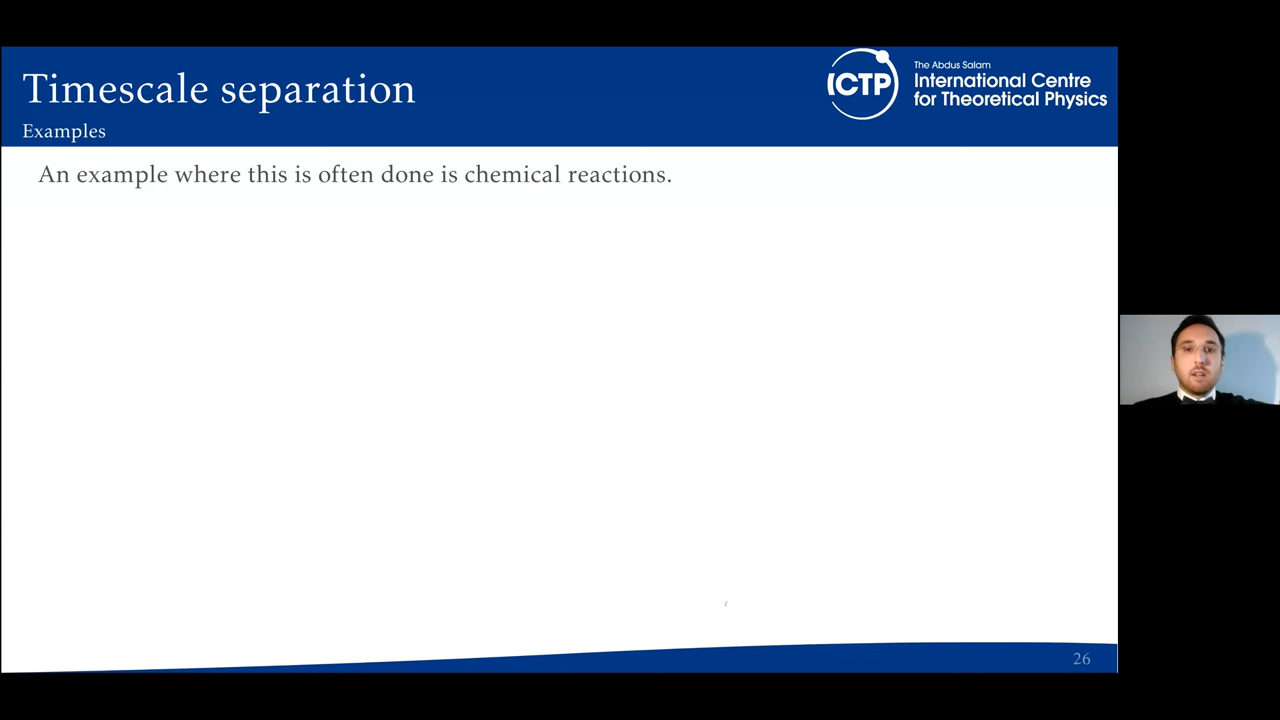 Timescale separation
Examples
ICTP
The Abdus Salam
International Centre
for Theoretical Physics
An example where this is often done is chemical reactions.
26